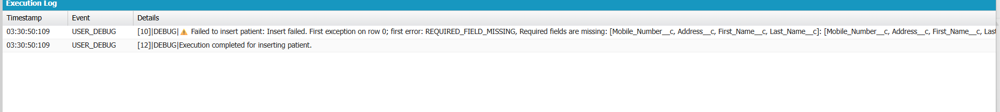 Execution Log
Timestamp Event Details
03:30:50:109 USER_DEBUG [10]|DEBUG|⚠️ Failed to insert patient: Insert failed. First exception on row 0; first error: REQUIRED_FIELD_MISSING, Required fields are missing: [Mobile_Number__c, Address__c, First_Name__c, Last_Name__c]: [Mobile_Number__c, Address__c, First_Name__c, Last
03:30:50:109 USER_DEBUG [12]|DEBUG|Execution completed for inserting patient.